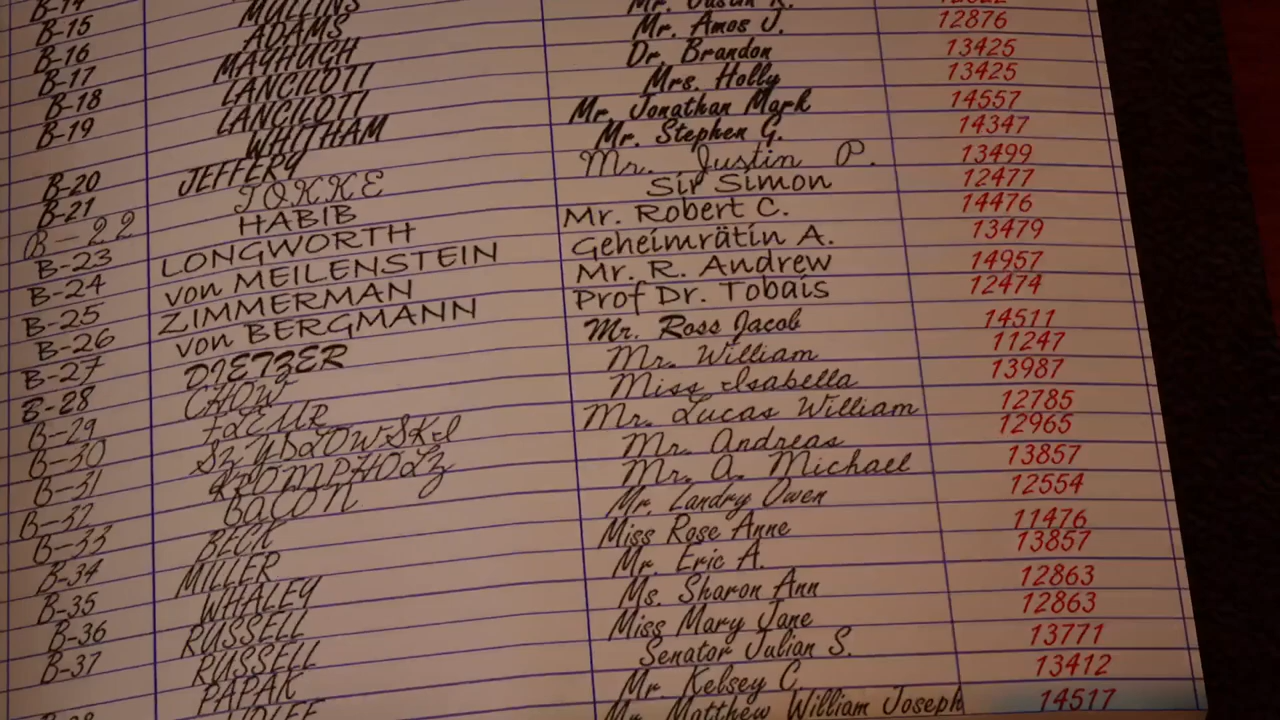 B-15 MULLINS
B-16 ADAMS
B-17 MAYHUGH Mr. Amos J. 12876
B-18 LANCILOTI Dr. Brandon 13425
B-19 LANCILOTI Mrs. Holly 13425
WHITHAM Mr. Jonathan Mark 14557
B-20 JEFFERY Mr. Stephen G. 14347
B-21 TOKKE Mr. Justin P. 13499
B-22 HABIB Sir Simon 12477
B-23 LONGWORTH Mr. Robert C. 14476
B-24 von MEILENSTEIN Geheimrätin A. 13479
B-25 ZIMMERMAN Mr. R. Andrew 14957
B-26 von BERGMANN Prof Dr. Tobais 12474
B-27 DIETZER Mr. Ross Jacob 14511
B-28 CHOW Mr. William 11247
B-29 FLEUR Miss Isabella 13987
B-30 SZYDLOWSKI Mr. Lucas William 12785
B-31 KROMPHOLZ Mr. Andreas 12965
B-32 BACON Mr. A. Michael 13857
B-33 BECK Mr. Landry Owen 12554
B-34 MILLER Miss Rose Anne 11476
B-35 WHALEY Mr. Eric A. 13857
B-36 RUSSELL Ms. Sharon Ann 12863
B-37 RUSSELL Miss Mary Jane 12863
PAPAK Senator Julian S. 13771
Mr. Kelsey C 13412
Mr. Matthew William Joseph 14517